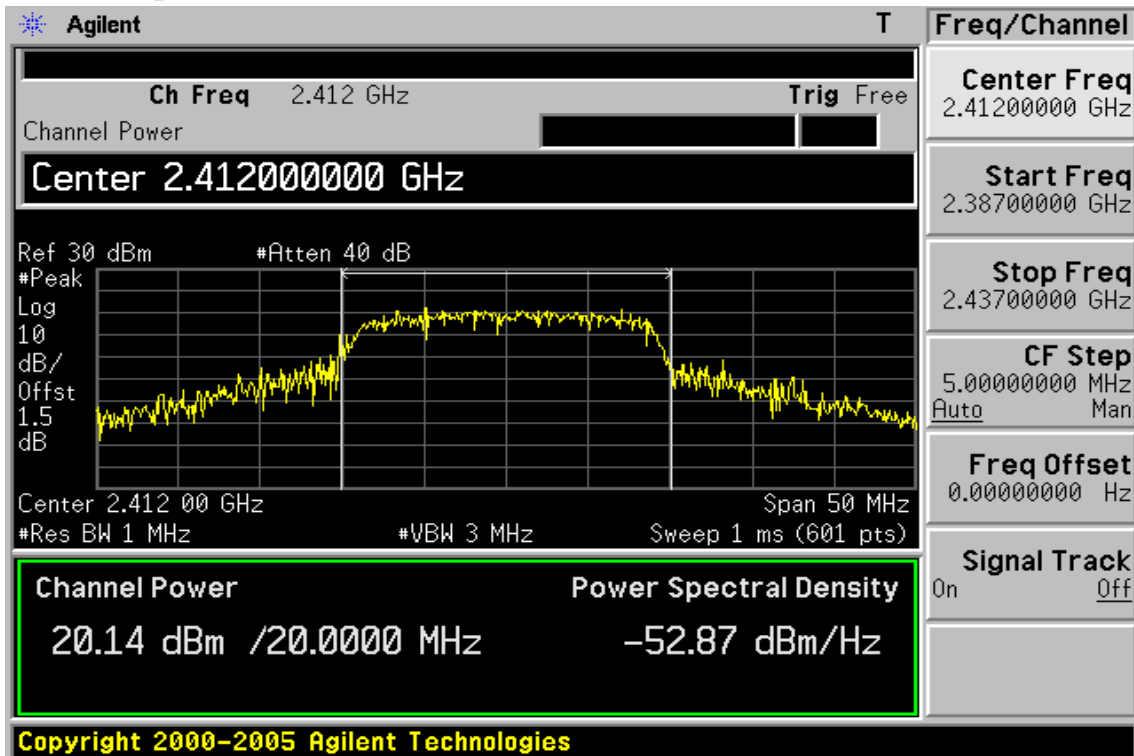 Agilent T Freq/Channel
Ch Freq 2.412 GHz Trig Free
Channel Power
Center 2.412000000 GHz
Ref 30 dBm #Atten 40 dB
#Peak
Log
10
dB/
Offst
1.5
dB
Center 2.412 00 GHz Span 50 MHz
#Res BW 1 MHz #VBW 3 MHz Sweep 1 ms (601 pts)
Channel Power Power Spectral Density
20.14 dBm /20.0000 MHz -52.87 dBm/Hz
Copyright 2000-2005 Agilent Technologies
Center Freq
2.41200000 GHz
Start Freq
2.38700000 GHz
Stop Freq
2.43700000 GHz
CF Step
5.00000000 MHz
Auto Man
Freq Offset
0.00000000 Hz
Signal Track
On Off